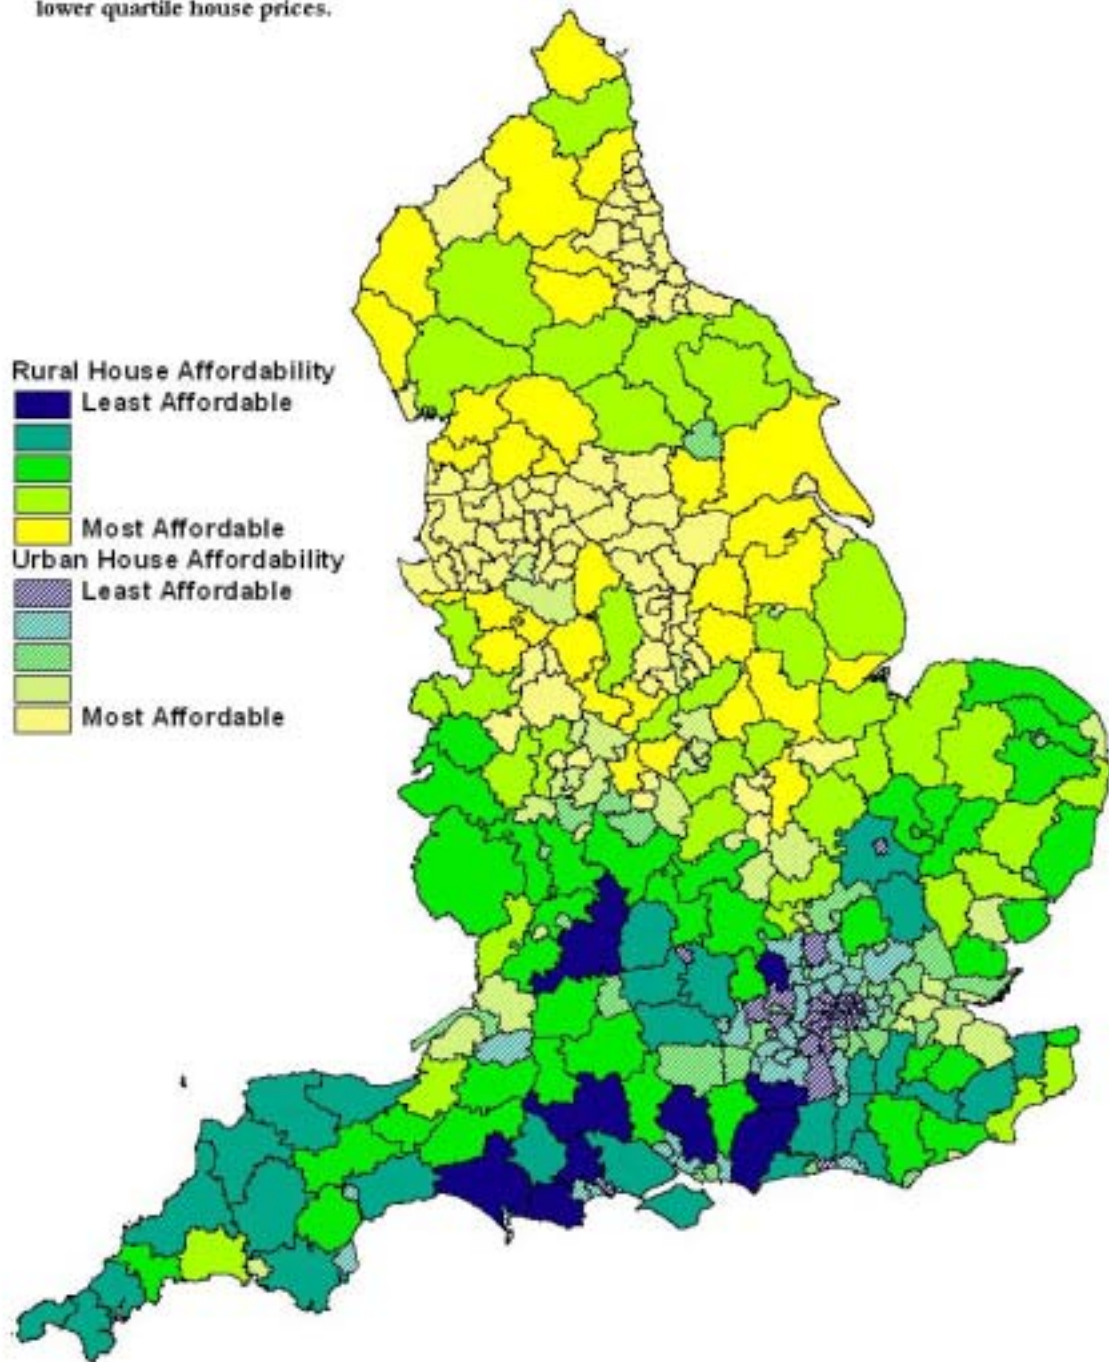 lower quartile house prices.
Rural House Affordability
Least Affordable
Most Affordable
Urban House Affordability
Least Affordable
Most Affordable